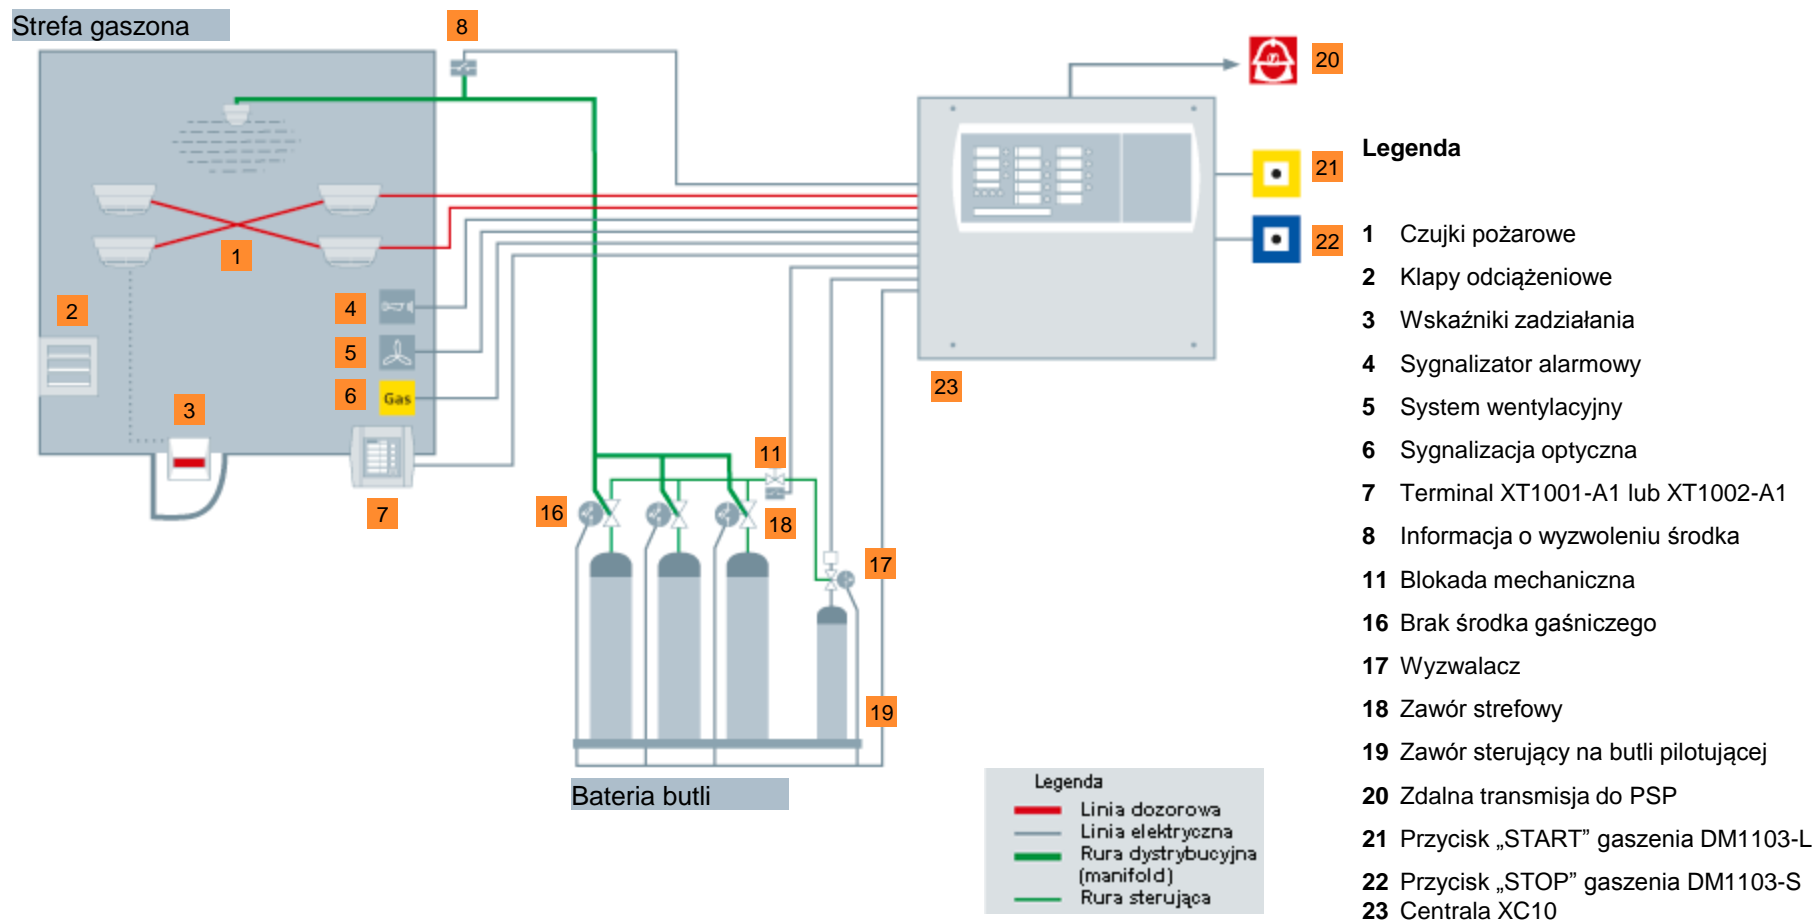 Strefa gaszona
8
20
21
22
1
2
4
5
6
Gas
3
7
23
11
16
18
17
19
Bateria butli
Legenda
Linia dozorowa
Linia elektryczna
Rura dystrybucyjna
(manifold)
Rura sterująca
Legenda
1 Czujki pożarowe
2 Klapy odciążeniowe
3 Wskaźniki zadziałania
4 Sygnalizator alarmowy
5 System wentylacyjny
6 Sygnalizacja optyczna
7 Terminal XT1001-A1 lub XT1002-A1
8 Informacja o wyzwoleniu środka
11 Blokada mechaniczna
16 Brak środka gaśniczego
17 Wyzwalacz
18 Zawór strefowy
19 Zawór sterujący na butli pilotującej
20 Zdalna transmisja do PSP
21 Przycisk „START” gaszenia DM1103-L
22 Przycisk „STOP” gaszenia DM1103-S
23 Centrala XC10